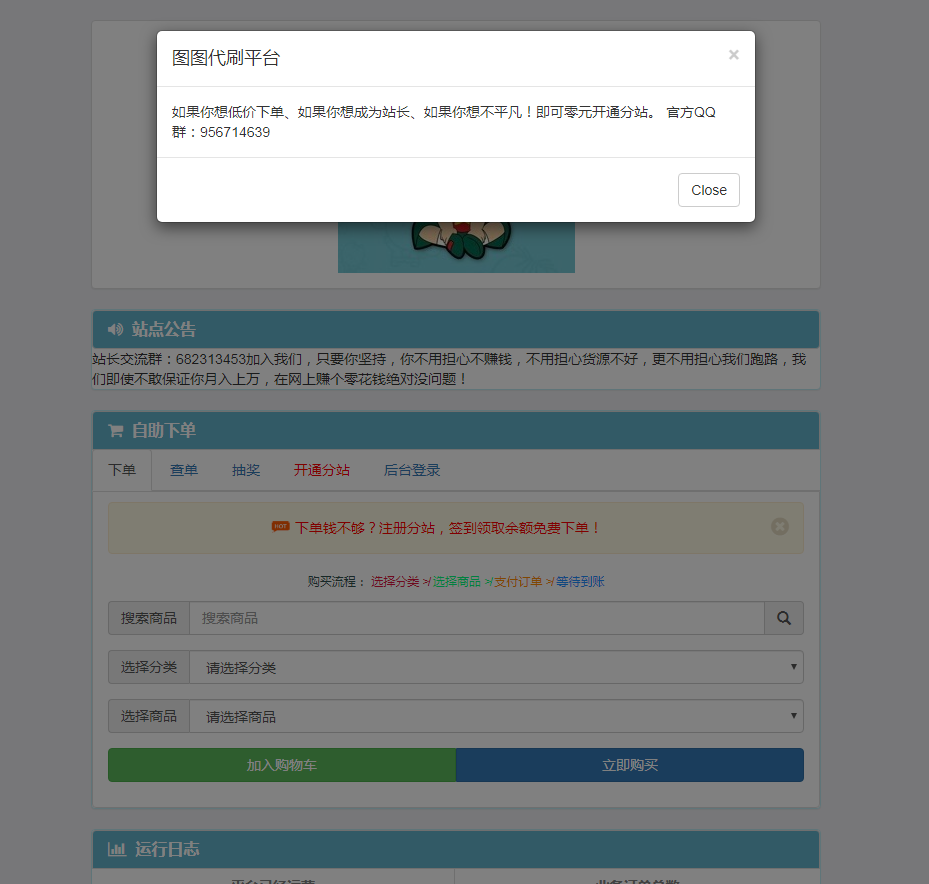 图图代刷平台
×
如果你想低价下单、如果你想成为站长、如果你想不平凡！即可零元开通分站。 官方QQ
群：956714639
Close
站点公告
站长交流群：682313453加入我们，只要你坚持，你不用担心不赚钱，不用担心货源不好，更不用担心我们跑路，我
们即使不敢保证你月入上万，在网上赚个零花钱绝对没问题！
自助下单
下单 查单 抽奖 开通分站 后台登录
HOT 下单钱不够？注册分站，签到领取余额免费下单！
购买流程： 选择分类 >/选择商品 >/支付订单 >/等待到账
搜索商品 搜索商品
选择分类 请选择分类
选择商品 请选择商品
加入购物车 立即购买
运行日志